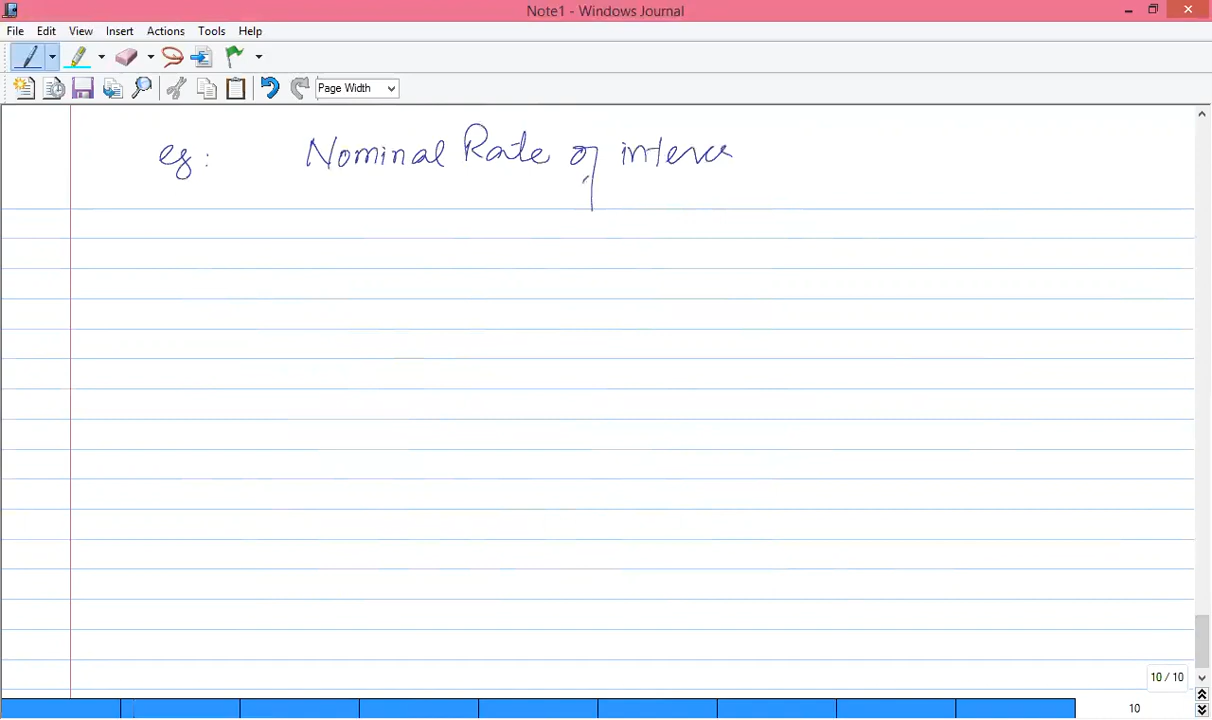 Note1 - Windows Journal
File Edit View Insert Actions Tools Help
Page Width
eg: Nominal Rate of intere
10 / 10
10